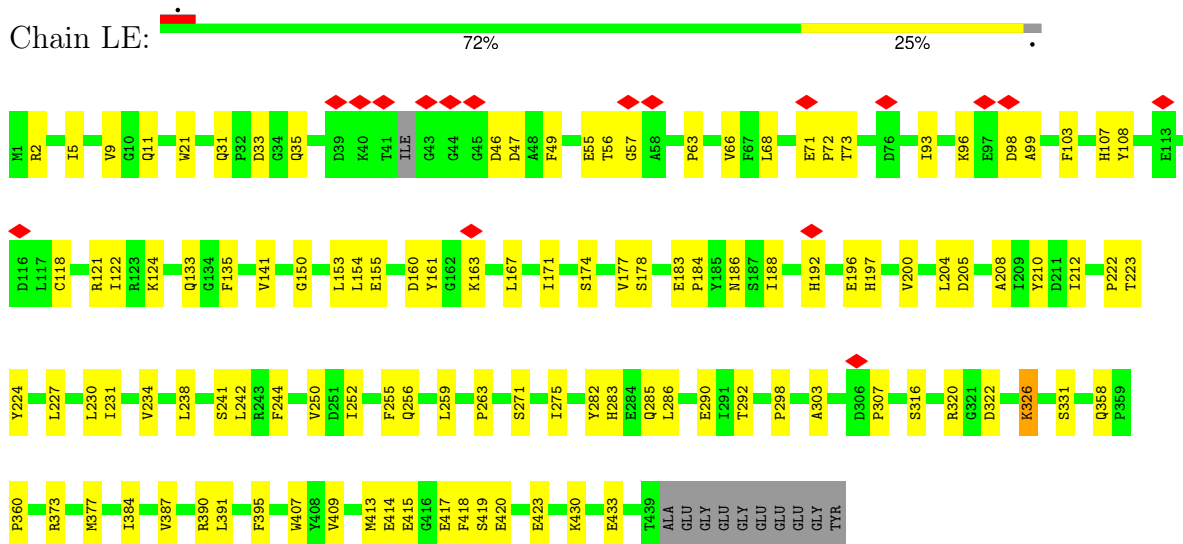 Chain LE:
72%
25%
M1 R2 I5 V9 G10 Q11 W21 Q31 P32 D33 G34 Q35 D39 K40 T41 ILE G43 G44 G45 D46 D47 A48 F49 E55 T56 G57 A58 P63 V66 F67 L68 E71 P72 T73 D76 I93 K96 E97 D98 A99 F103 H107 Y108 E113
D116 L117 C118 R121 I122 R123 K124 Q133 G134 F135 V141 G150 L153 L154 E155 D160 Y161 G162 K163 L167 I171 S174 V177 S178 E183 P184 Y185 N186 S187 I188 H192 E196 H197 V200 L204 D205 A208 I209 Y210 D211 I212 P222 T223
Y224 L227 L230 I231 V234 L238 S241 L242 R243 F244 V250 D251 I252 F255 Q256 L259 P263 S271 I275 Y282 H283 E284 Q285 L286 E290 I291 T292 P298 A303 D306 P307 S316 R320 G321 D322 K326 S331 Q358 P359
P360 R373 M377 I384 V387 R390 L391 F395 W407 Y408 V409 M413 E414 E415 G416 E417 F418 S419 E420 E423 K430 E433 T439 ALA GLU GLY GLU GLY GLU GLU GLU GLY TYR